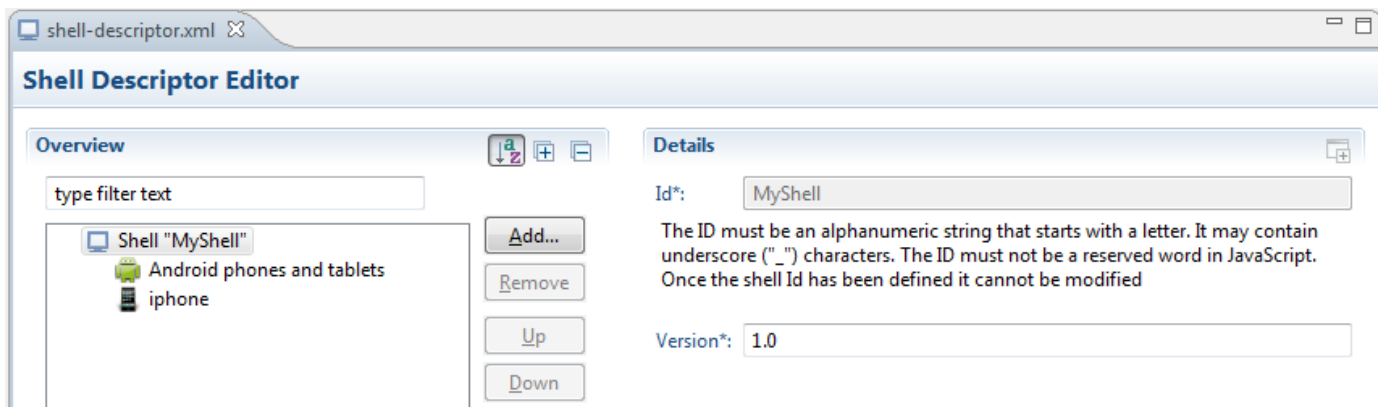 shell-descriptor.xml
Shell Descriptor Editor
Overview
type filter text
Shell "MyShell"
Android phones and tablets
iphone
Add...
Remove
Up
Down
Details
Id*: MyShell
The ID must be an alphanumeric string that starts with a letter. It may contain
underscore ("_") characters. The ID must not be a reserved word in JavaScript.
Once the shell Id has been defined it cannot be modified
Version*: 1.0